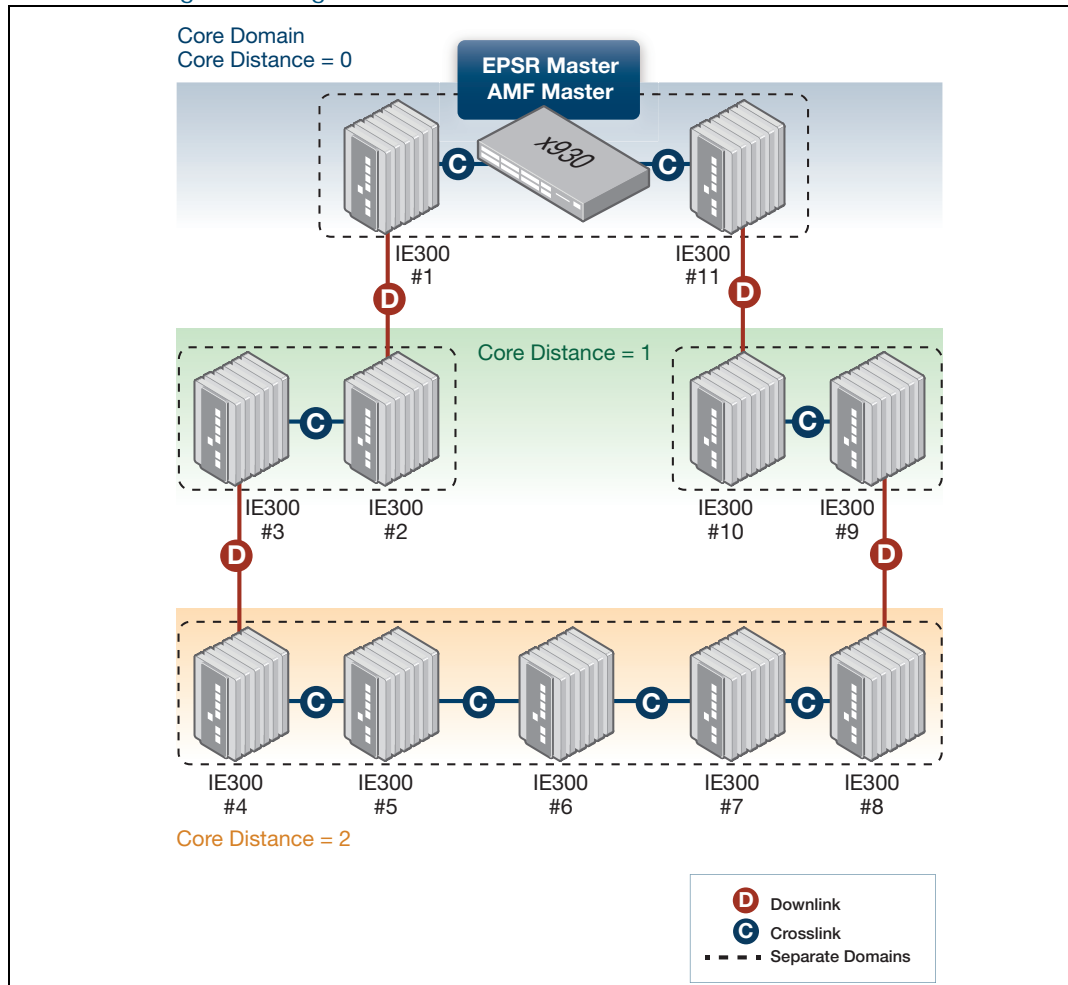 Core Domain
Core Distance = 0
EPSR Master
AMF Master
x930
C
C
IE300
#1
IE300
#11
D
D
Core Distance = 1
C
C
IE300
#3
IE300
#2
IE300
#10
IE300
#9
D
D
C
C
C
C
IE300
#4
IE300
#5
IE300
#6
IE300
#7
IE300
#8
Core Distance = 2
D Downlink
C Crosslink
Separate Domains